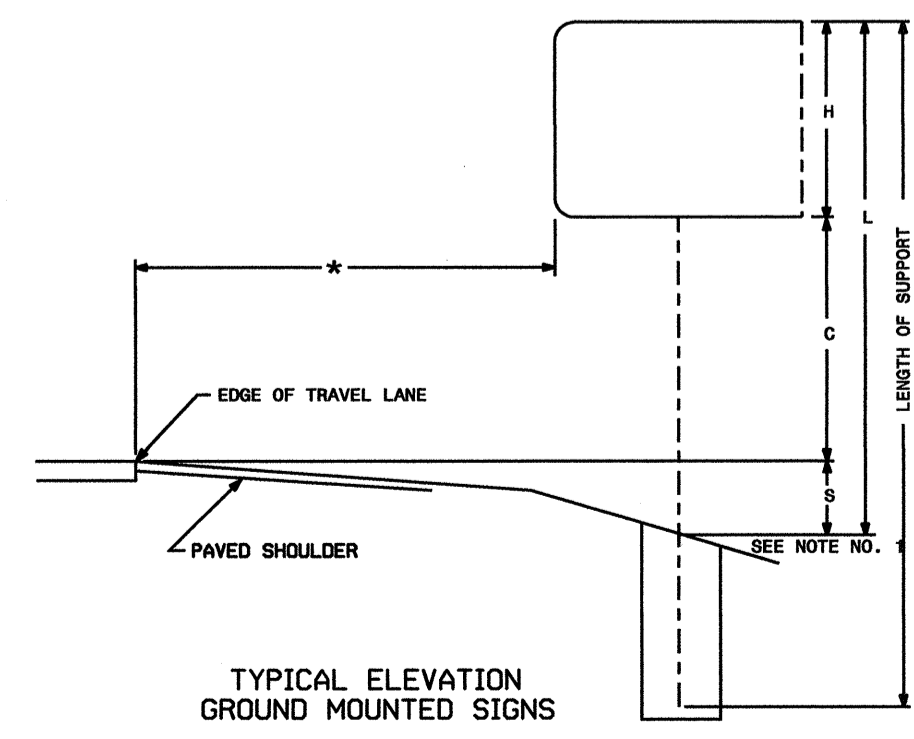 H
L
LENGTH OF SUPPORT
*
C
EDGE OF TRAVEL LANE
S
PAVED SHOULDER
SEE NOTE NO. 1
TYPICAL ELEVATION
GROUND MOUNTED SIGNS